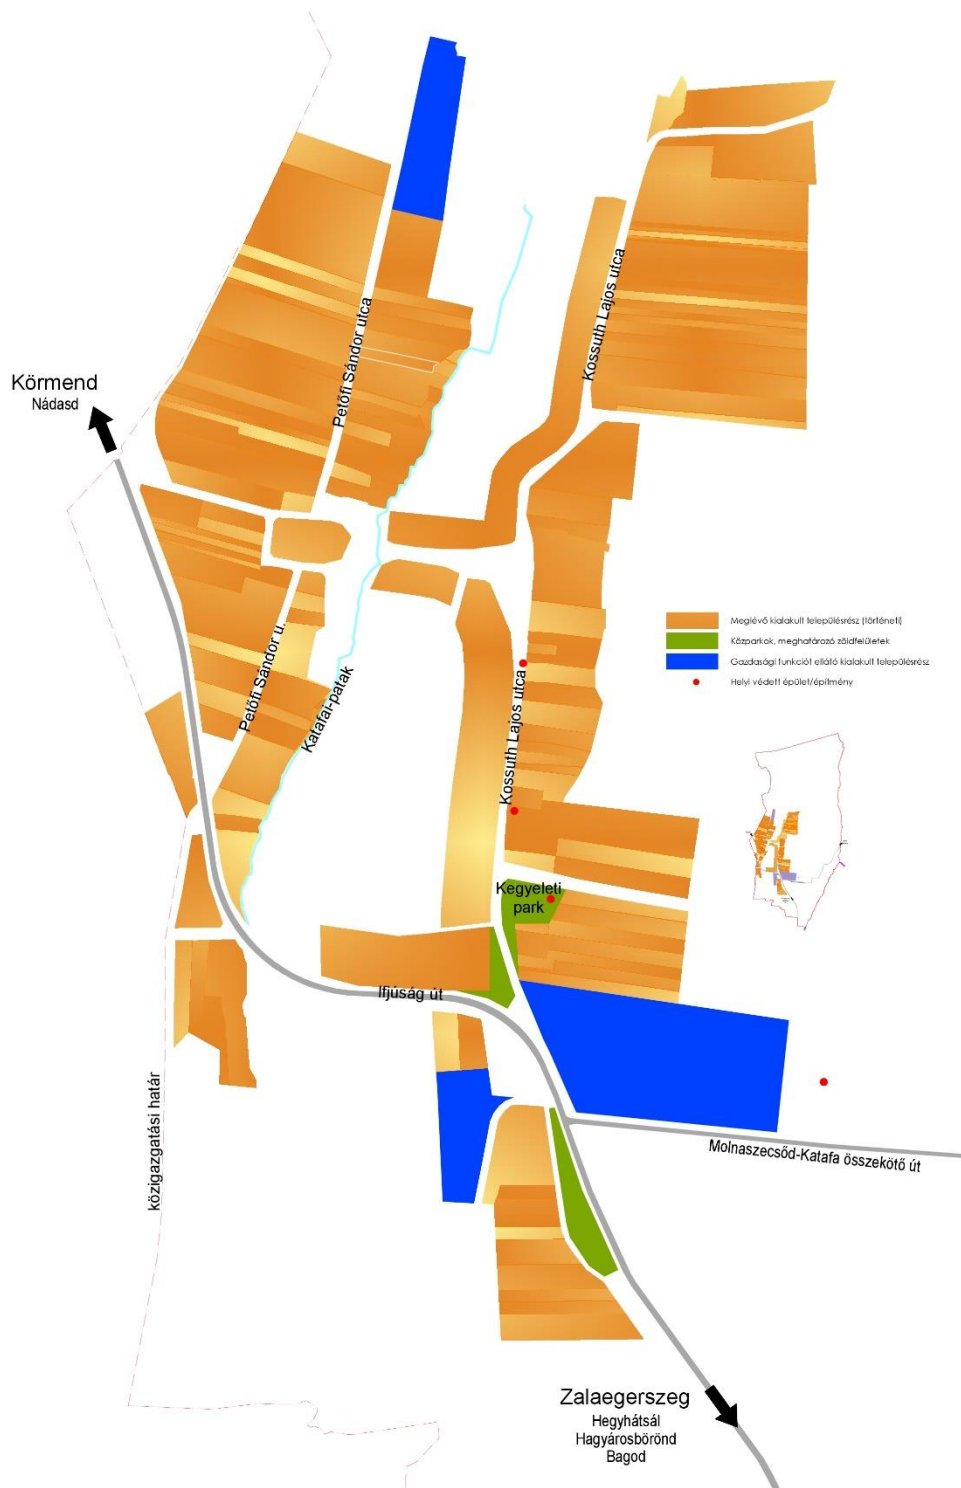 Körmend
Nádasd
Petőfi Sándor utca
Kossuth Lajos utca
Petőfi Sándor u.
Katafai-patak
Kossuth Lajos utca
Meglévő kialakult településrész (történeti)
Közparkok, meghatározó zöldfelületek
Gazdasági funkciót ellátó kialakult településrész
Helyi védett épület/építmény
Kegyeleti
park
Ifjúság út
közigazgatási határ
Molnaszecsőd-Katafa összekötő út
Zalaegerszeg
Hegyhátsál
Hagyárosbörönd
Bagod